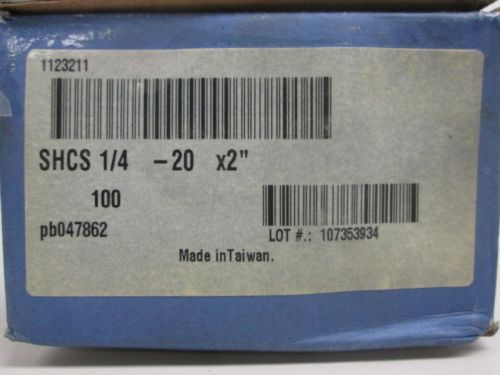 1123211
SHCS 1/4 -20 x2"
100
pb047862
LOT #.: 107353934
Made inTaiwan.